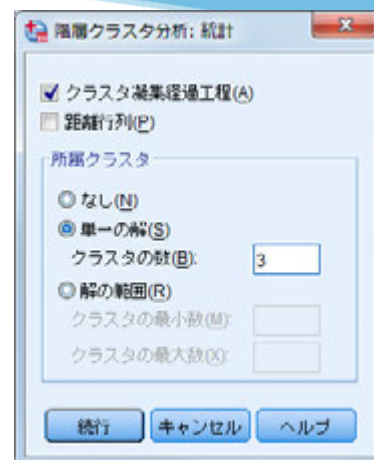 階層クラスタ分析: 統計
クラスタ凝集経過工程(A)
距離行列(P)
所属クラスタ
なし(N)
単一の解(S)
クラスタの数(B): 3
解の範囲(R)
クラスタの最小数(M):
クラスタの最大数(X):
続行 キャンセル ヘルプ